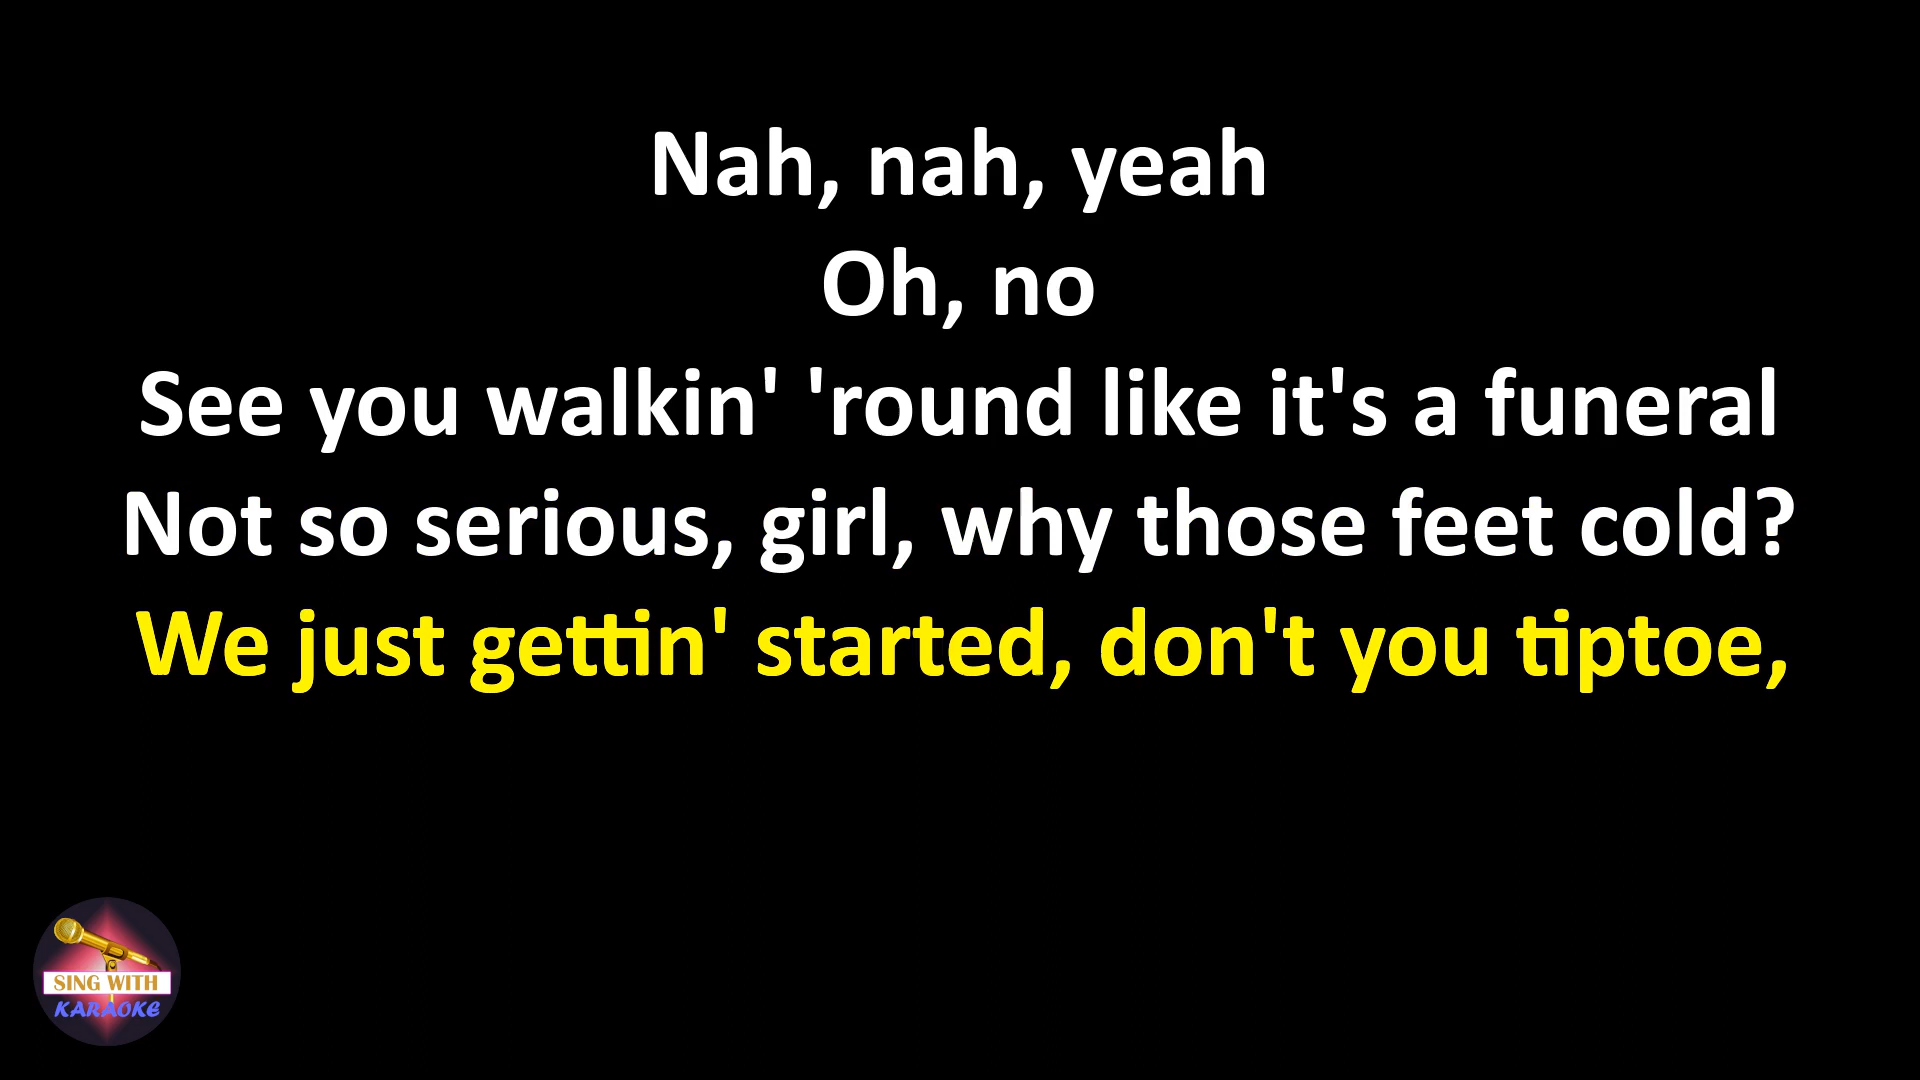 Nah, nah, yeah
Oh, no
See you walkin' 'round like it's a funeral
Not so serious, girl, why those feet cold?
We just gettin' started, don't you tiptoe,
SING WITH
KARAOKE